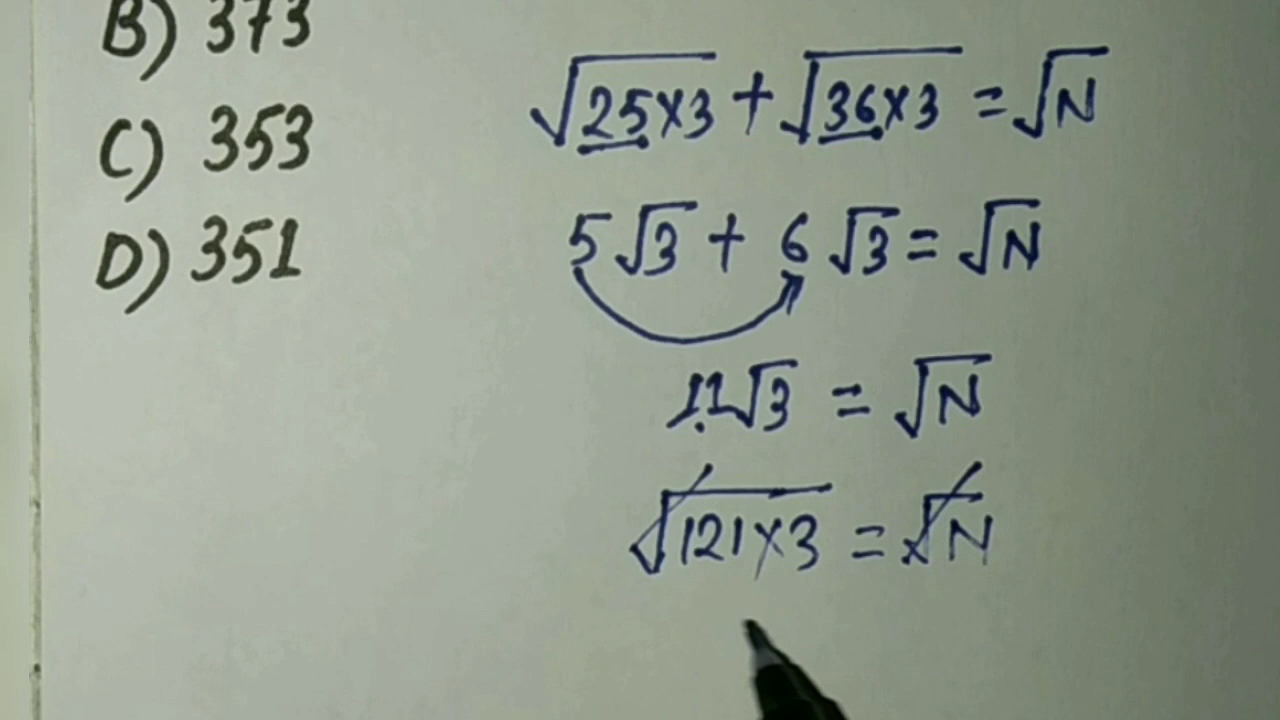 B) 373
C) 353
D) 351
√25×3 + √36×3 = √N
5√3 + 6√3 = √N
11√3 = √N
√121×3 = √N